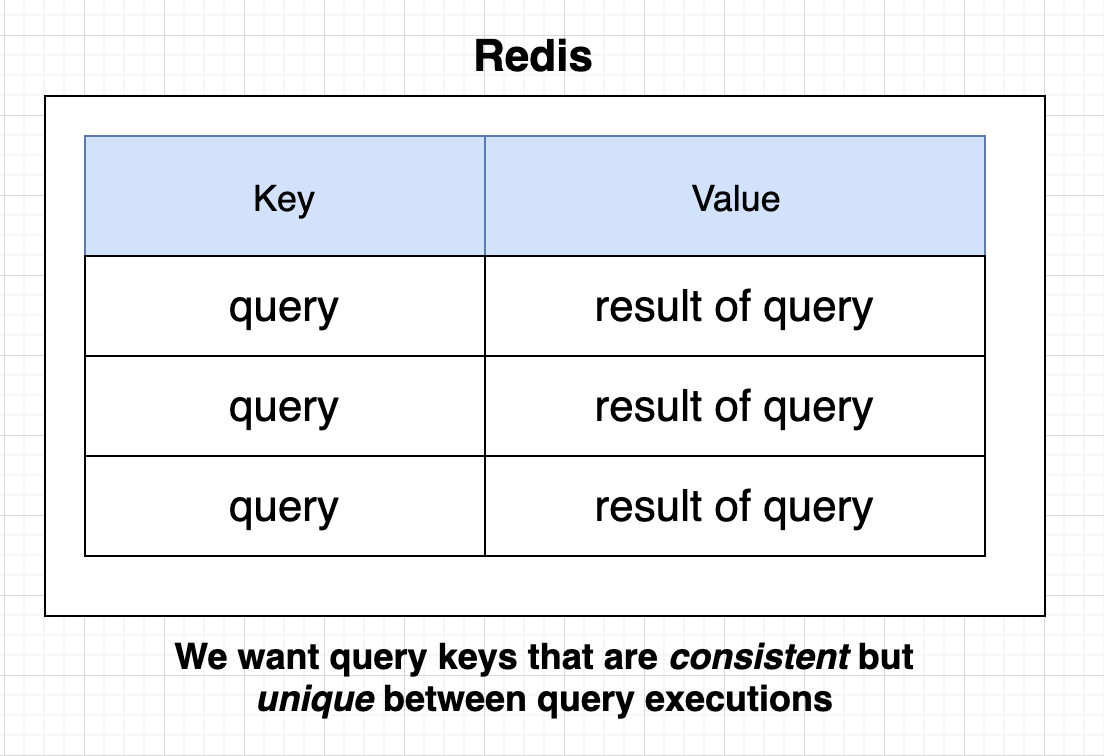 Redis
Key Value
query result of query
query result of query
query result of query
We want query keys that are consistent but
unique between query executions